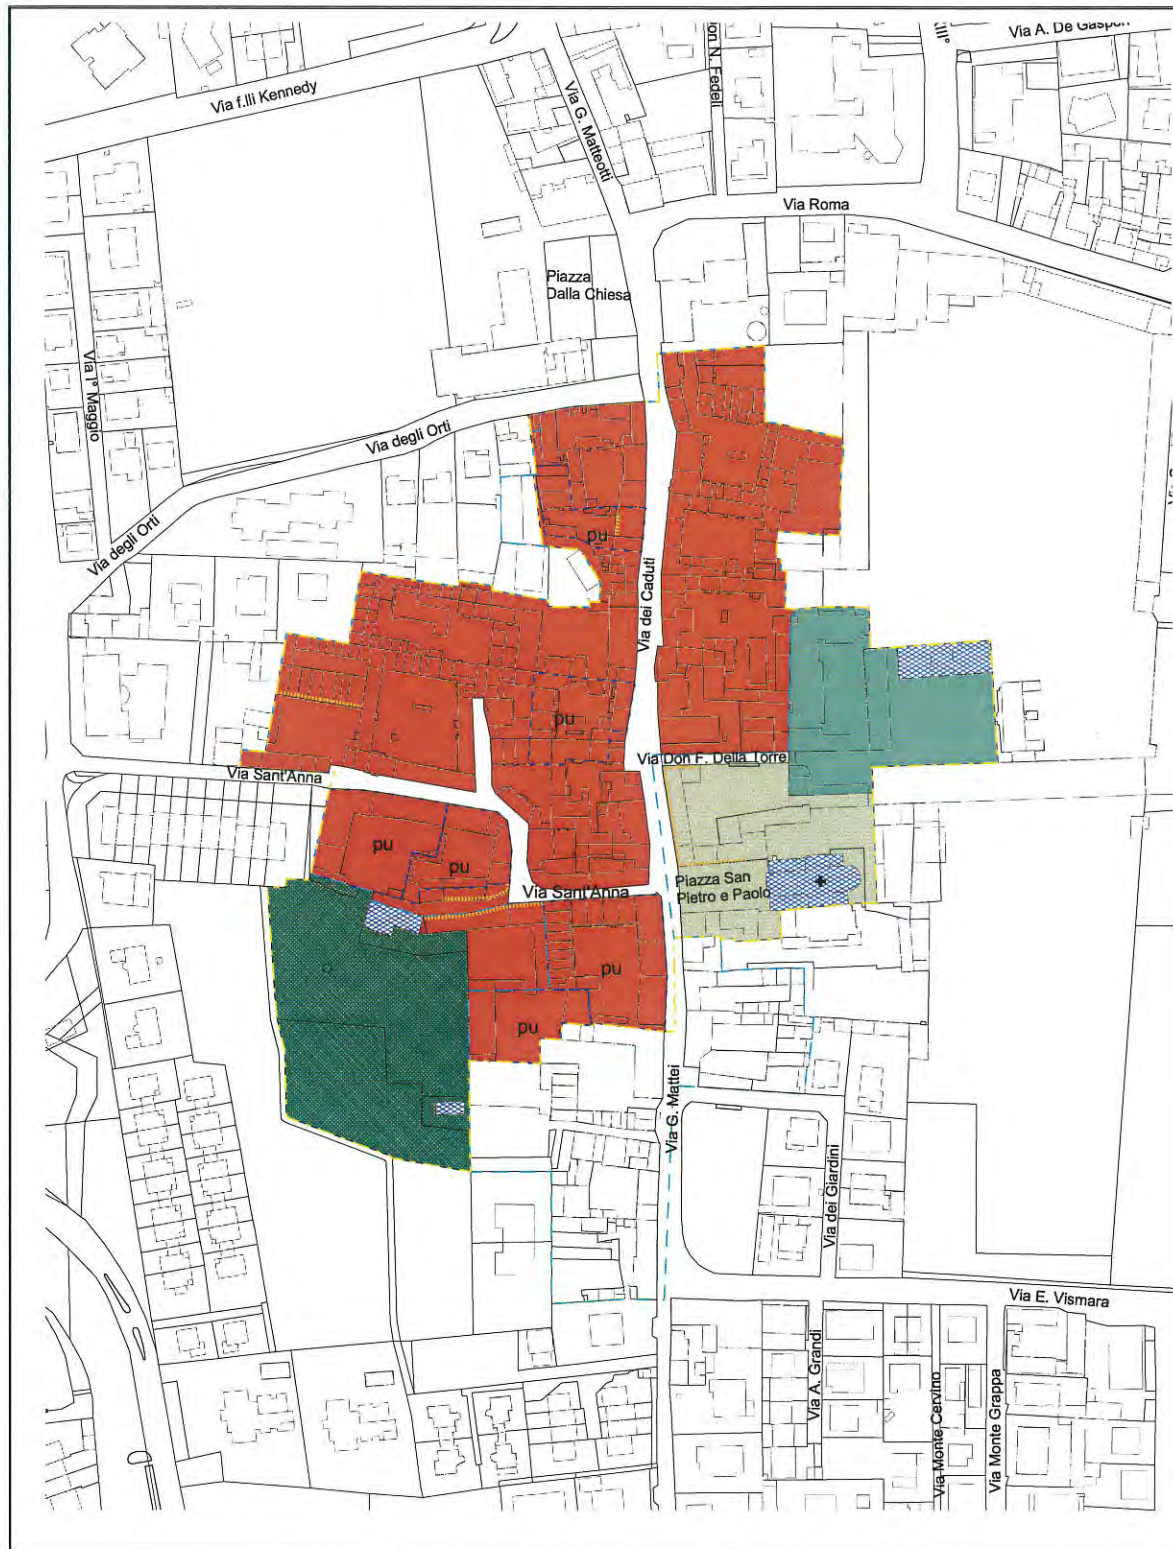 Via A. De Gasperi
XIII°
Don N. Fedeli
Via f.lli Kennedy
Via G. Matteotti
Via Roma
Piazza
Dalla Chiesa
Via 1° Maggio
Via degli Orti
Via degli Orti
pu
Via dei Caduti
pu
Via Don F. Della Torre
Via Sant'Anna
pu
pu
Via Sant'Anna
Piazza San
Pietro e Paolo
pu
pu
Via G. Mattei
Via dei Giardini
Via E. Vismara
Via A. Grandi
Via Monte Cervino
Via Monte Grappa